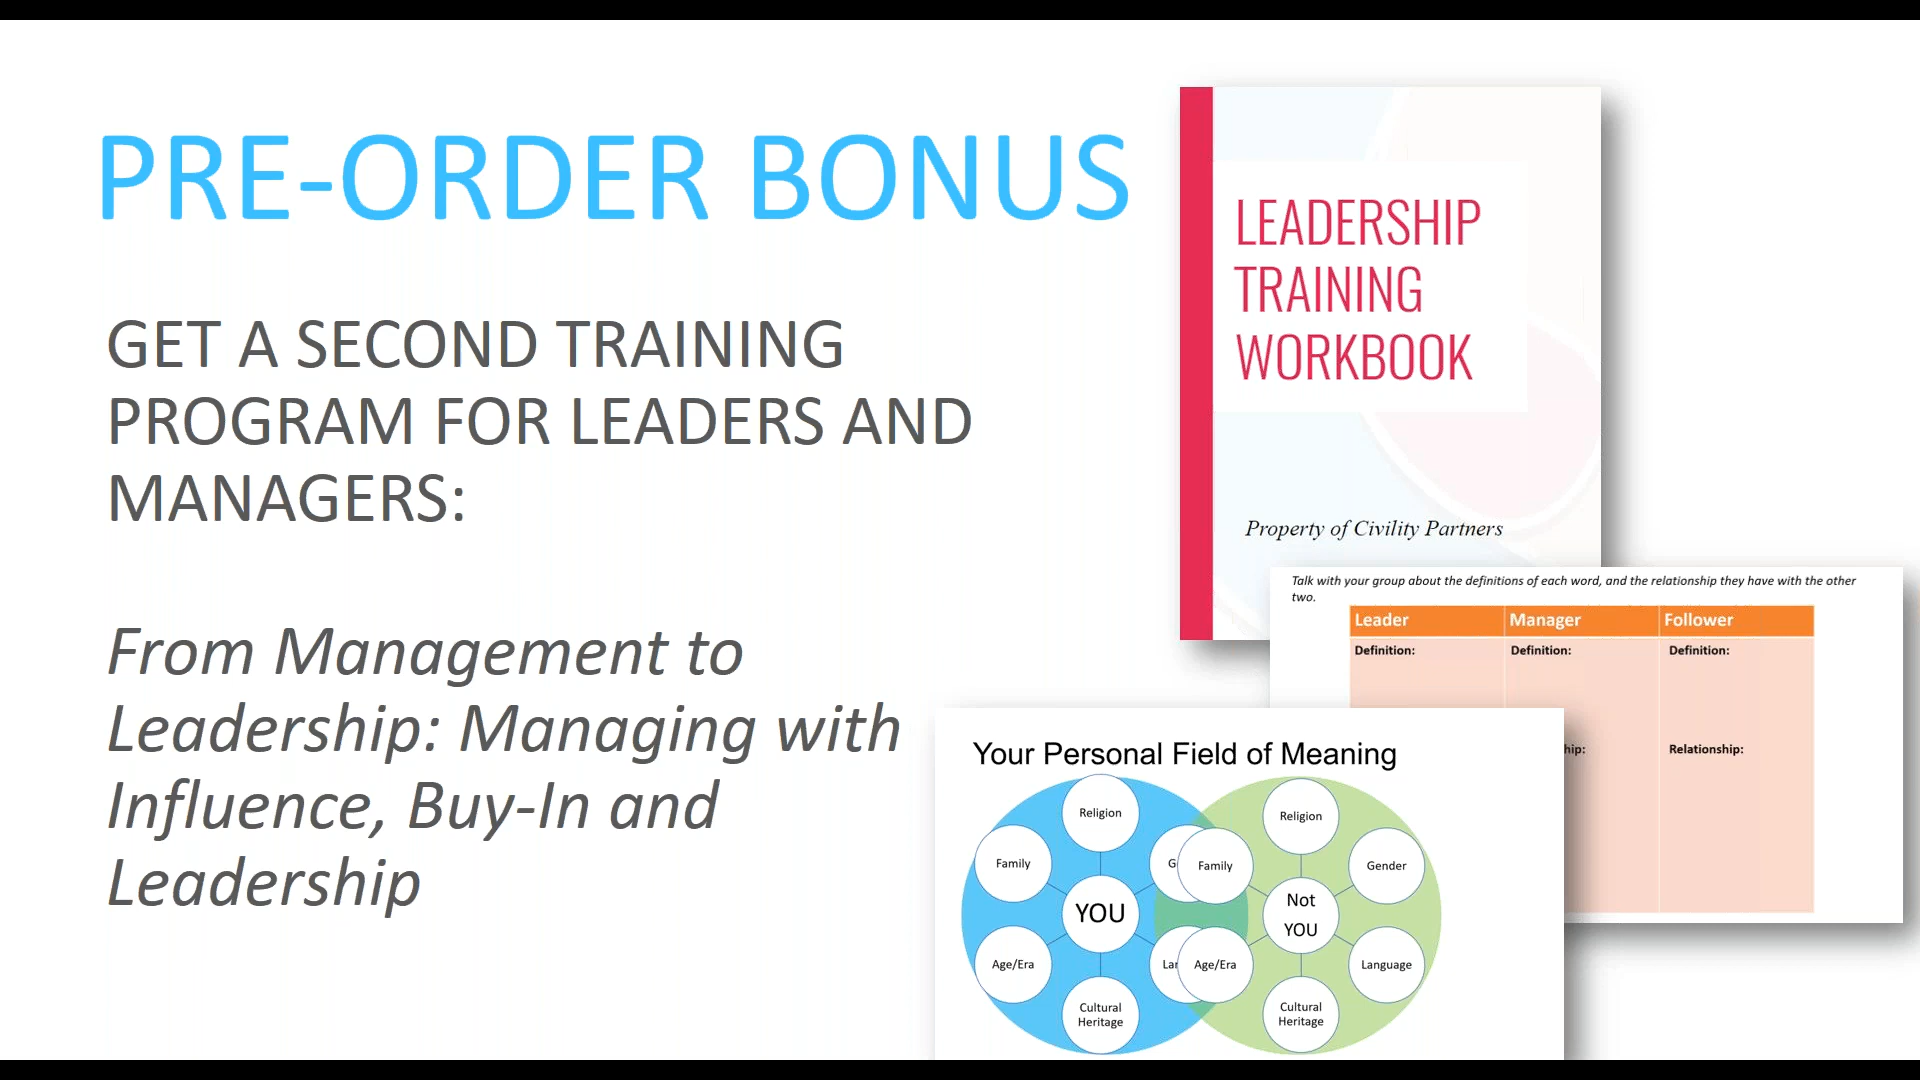 PRE-ORDER BONUS
GET A SECOND TRAINING
PROGRAM FOR LEADERS AND
MANAGERS:
From Management to
Leadership: Managing with
Influence, Buy-In and
Leadership
LEADERSHIP
TRAINING
WORKBOOK
Property of Civility Partners
Talk with your group about the definitions of each word, and the relationship they have with the other
two.
Leader Manager Follower
Definition: Definition: Definition:
Relationship:
Your Personal Field of Meaning
Religion
Family
YOU
Age/Era
Cultural
Heritage
Religion
Family
Gender
Not
YOU
Age/Era
Language
Cultural
Heritage